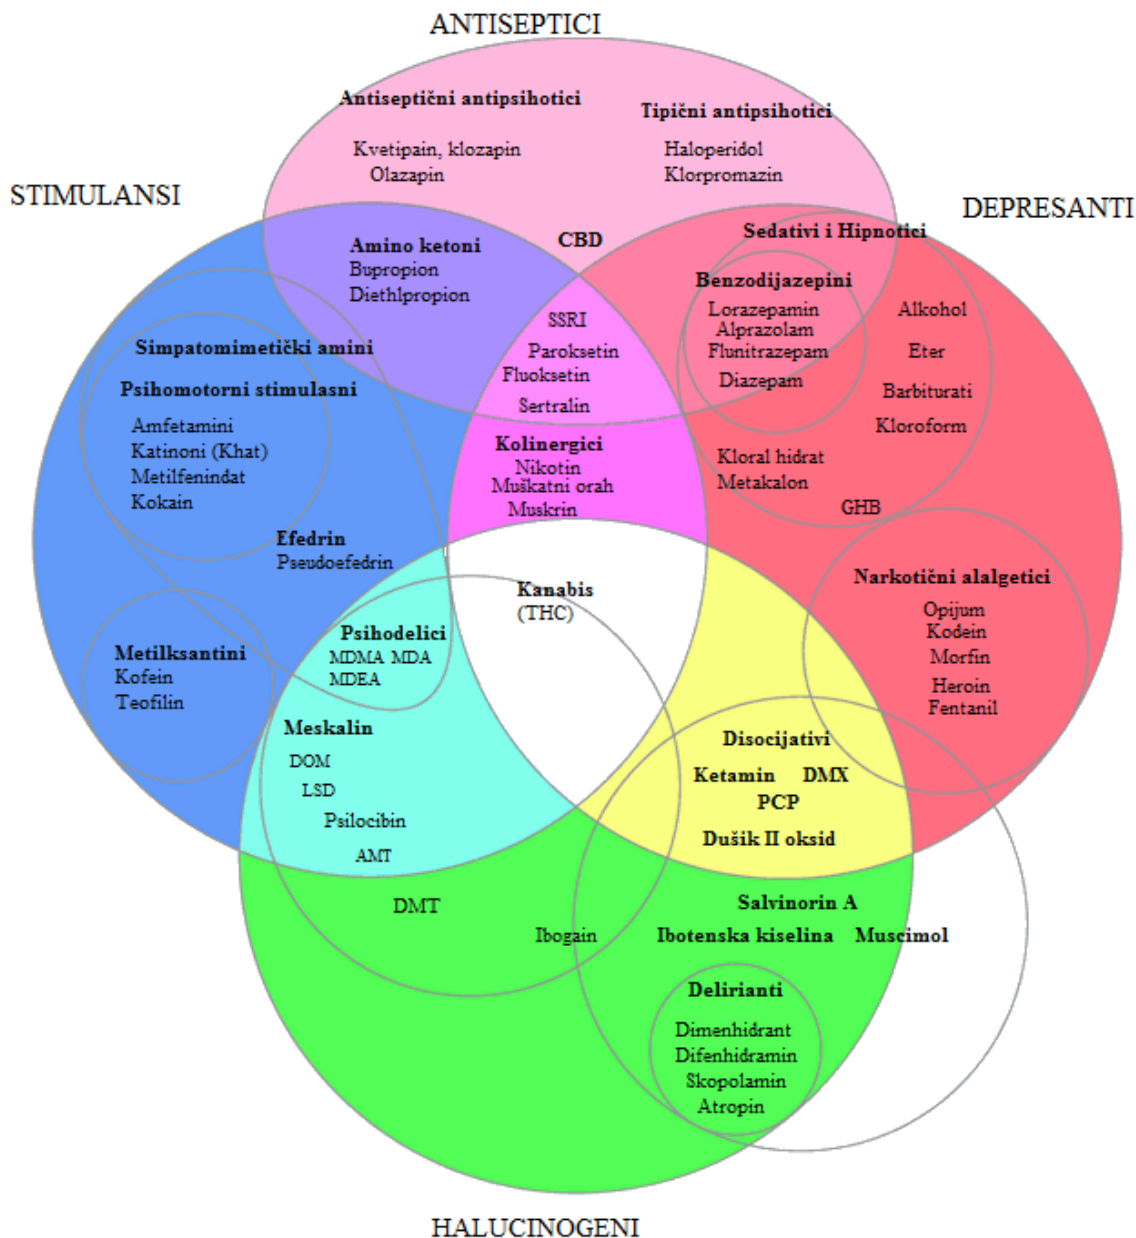 ANTISEPTICI
Antiseptični antipsihotici
Tipični antipsihotici
Kvetipain, klozapin
Olazapin
Haloperidol
Klorpromazin
STIMULANSI
DEPRESANTI
CBD
Amino ketoni
Bupropion
Diethlpropion
Sedativi i Hipnotici
Benzodijazepini
Lorazepamin
Alprazolam
Flunitrazepam
Diazepam
Alkohol
Eter
Barbiturati
Kloroform
Kloral hidrat
Metakalon
GHB
SSRI
Paroksetin
Fluoksetin
Sertralin
Kolinergici
Nikotin
Muškatni orah
Muskrin
Simpatomimetički amini
Psihomotorni stimulasni
Amfetamini
Katinoni (Khat)
Metilfenindat
Kokain
Efedrin
Pseudoefedrin
Metilksantini
Kofein
Teofilin
Kanabis
(THC)
Psihodelici
MDMA MDA
MDEA
Meskalin
DOM
LSD
Psilocibin
AMT
DMT
Ibogain
Narkotični alalgetici
Opijum
Kodein
Morfin
Heroin
Fentanil
Disocijativi
Ketamin DMX
PCP
Dušik II oksid
Salvinorin A
Ibotenska kiselina Muscimol
Delirianti
Dimenhidrant
Difenhidramin
Skopolamin
Atropin
HALUCINOGENI